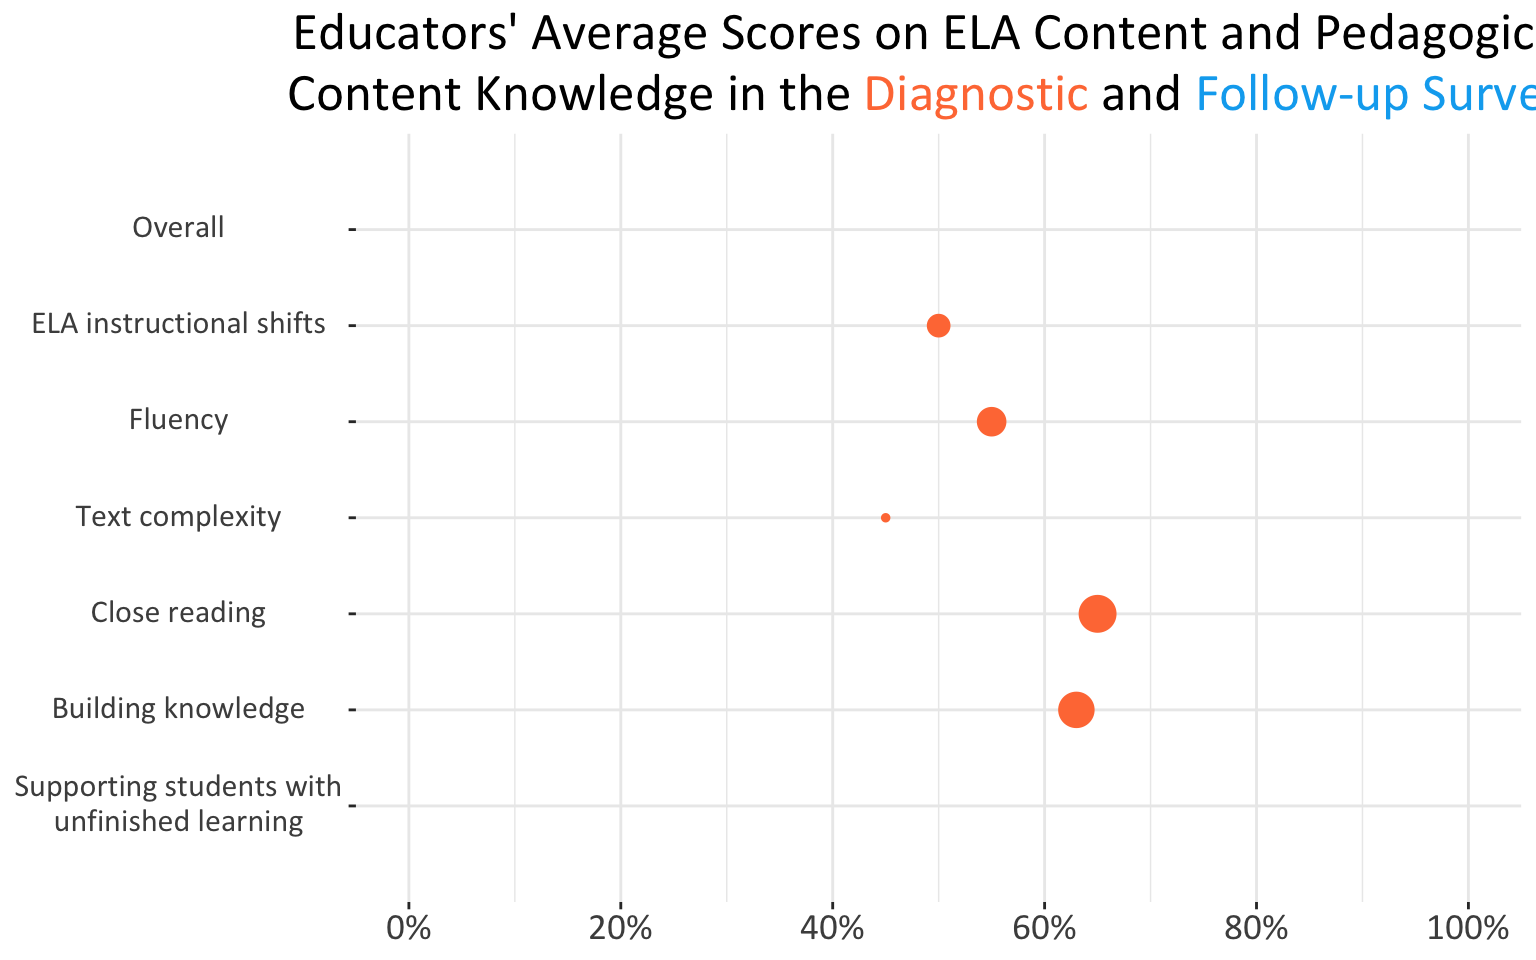 Educators' Average Scores on ELA Content and Pedagogic
Content Knowledge in the Diagnostic and Follow-up Surve
Overall
ELA instructional shifts
Fluency
Text complexity
Close reading
Building knowledge
Supporting students with
unfinished learning
0% 20% 40% 60% 80% 100%